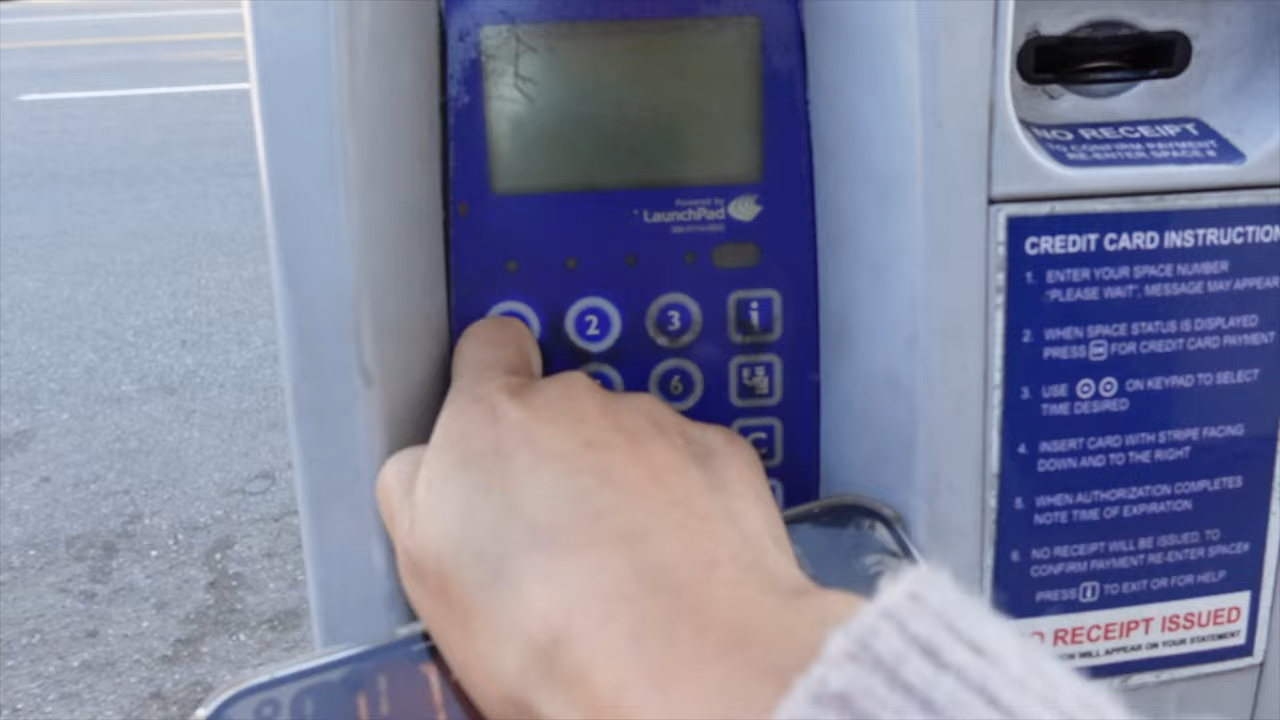 Powered by
LaunchPad
2
3
i
6
C
NO RECEIPT
TO CONFIRM PAYMENT
RE-ENTER SPACE #
CREDIT CARD INSTRUCTION
1. ENTER YOUR SPACE NUMBER
"PLEASE WAIT", MESSAGE MAY APPEAR
2. WHEN SPACE STATUS IS DISPLAYED
PRESS OK FOR CREDIT CARD PAYMENT
3. USE ON KEYPAD TO SELECT
TIME DESIRED
4. INSERT CARD WITH STRIPE FACING
DOWN AND TO THE RIGHT
5. WHEN AUTHORIZATION COMPLETES
NOTE TIME OF EXPIRATION
6. NO RECEIPT WILL BE ISSUED, TO
CONFIRM PAYMENT RE-ENTER SPACE#
PRESS i TO EXIT OR FOR HELP
RECEIPT ISSUED
WILL APPEAR ON YOUR STATEMENT